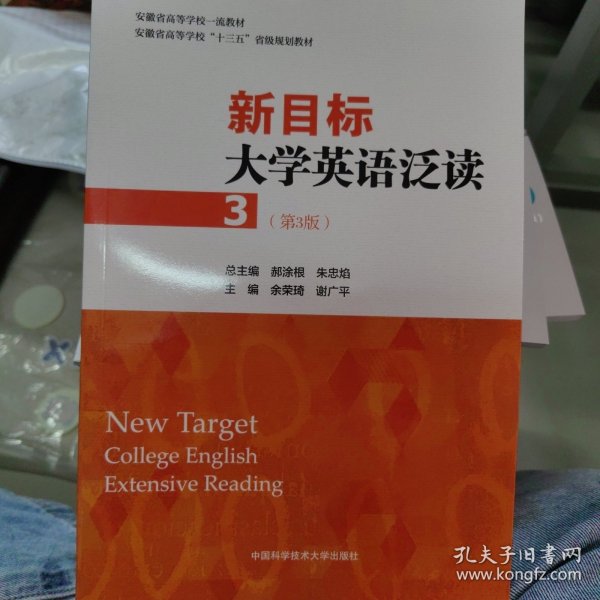 安徽省高等学校一流教材
安徽省高等学校“十三五”省级规划教材
新目标
大学英语泛读
3
（第3版）
总主编 郝涂根 朱忠焰
主 编 余荣琦 谢广平
New Target
College English
Extensive Reading
中国科学技术大学出版社
孔夫子旧书网
www.kongfz.com